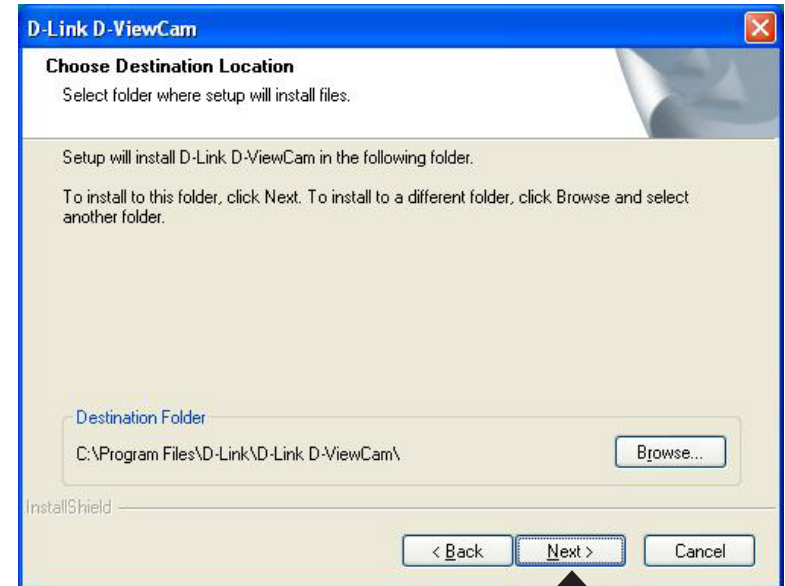 D-Link D-ViewCam
Choose Destination Location
Select folder where setup will install files.
Setup will install D-Link D-ViewCam in the following folder.
To install to this folder, click Next. To install to a different folder, click Browse and select
another folder.
Destination Folder
C:\Program Files\D-Link\D-Link D-ViewCam\
Browse...
InstallShield
< Back
Next >
Cancel